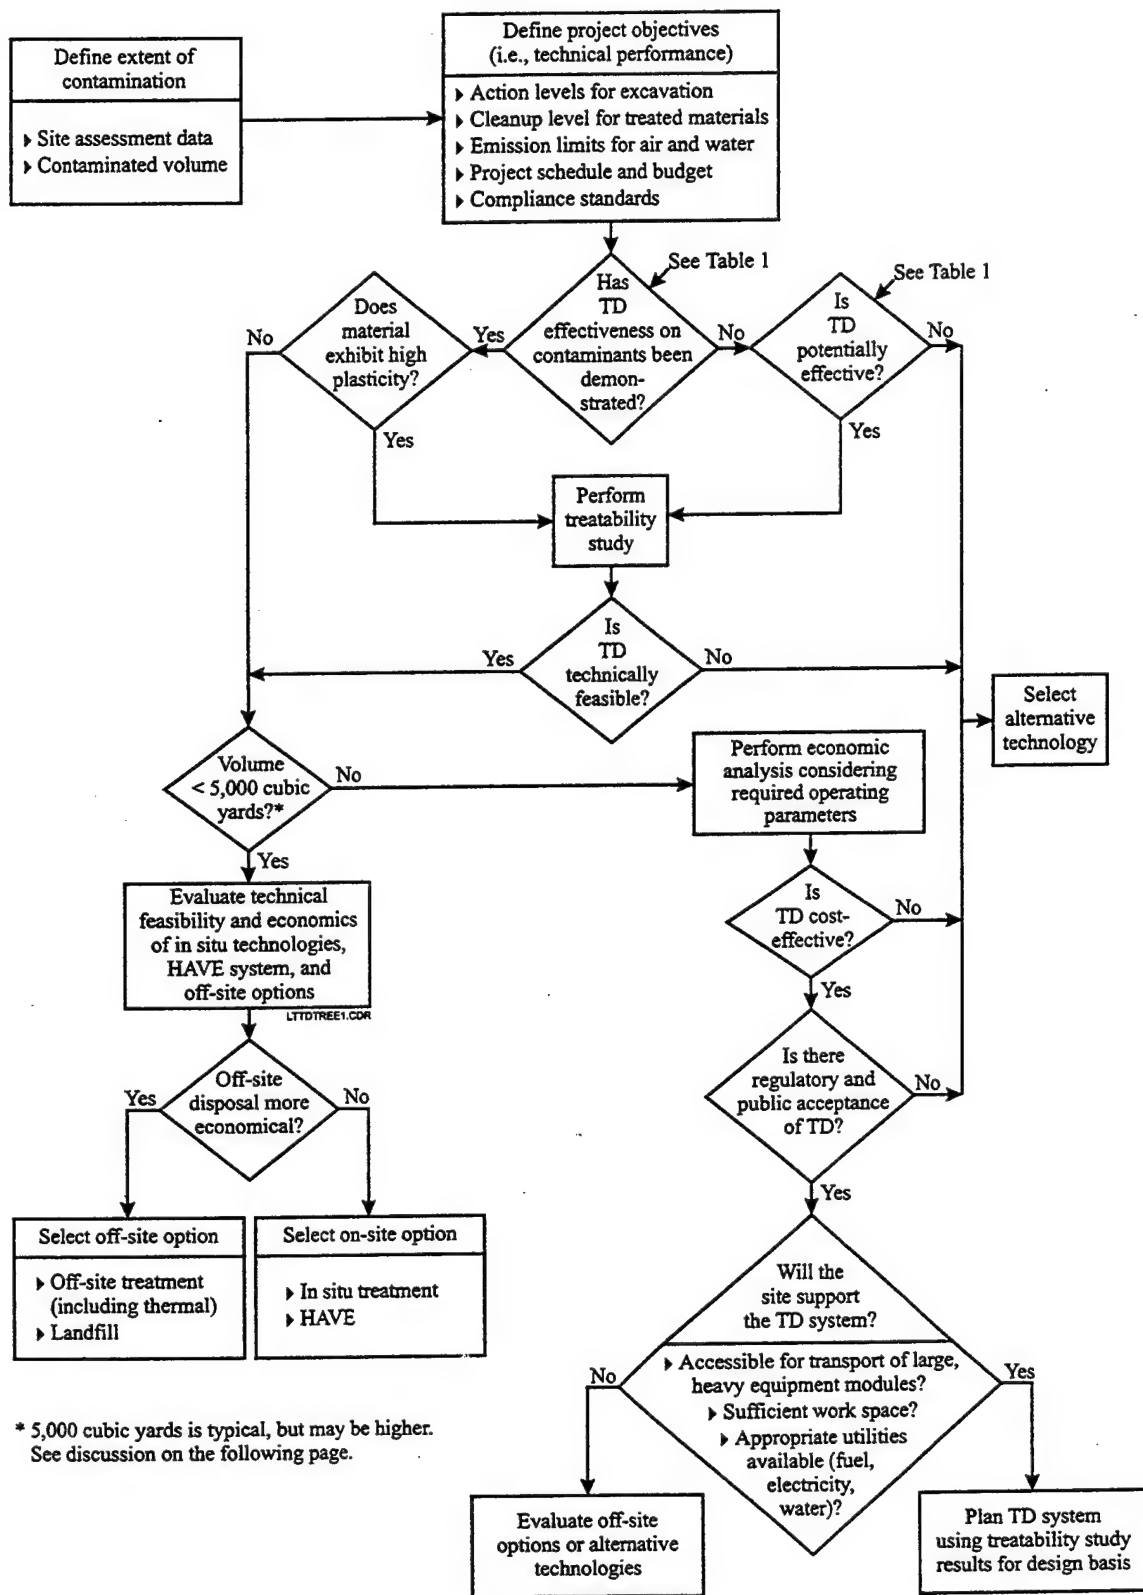 Define extent of
contamination
Site assessment data
Contaminated volume
Define project objectives
(i.e., technical performance)
Action levels for excavation
Cleanup level for treated materials
Emission limits for air and water
Project schedule and budget
Compliance standards
See Table 1
See Table 1
Does
material
exhibit high
plasticity?
No
Yes
Has
TD
effectiveness on
contaminants been
demon-
strated?
Yes
No
Is
TD
potentially
effective?
No
Yes
Perform
treatability
study
Is
TD
technically
feasible?
Yes
No
Select
alternative
technology
Volume
< 5,000 cubic
yards?*
No
Yes
Perform economic
analysis considering
required operating
parameters
Evaluate technical
feasibility and economics
of in situ technologies,
HAVE system, and
off-site options
LTTDTREE1.CDR
Is
TD cost-
effective?
No
Yes
Off-site
disposal more
economical?
Yes
No
Is there
regulatory and
public acceptance
of TD?
No
Yes
Select off-site option
Off-site treatment
(including thermal)
Landfill
Select on-site option
In situ treatment
HAVE
Will the
site support
the TD system?
Accessible for transport of large,
heavy equipment modules?
Sufficient work space?
Appropriate utilities
available (fuel,
electricity,
water)?
No
Yes
* 5,000 cubic yards is typical, but may be higher.
See discussion on the following page.
Evaluate off-site
options or alternative
technologies
Plan TD system
using treatability study
results for design basis